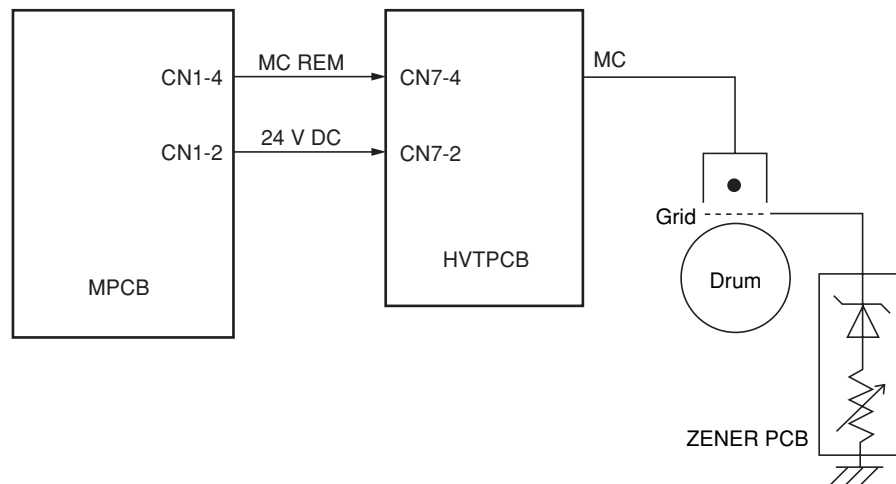 CN1-4
MC REM
CN7-4
MC
CN1-2
24 V DC
CN7-2
Grid
HVTPCB
Drum
MPCB
ZENER PCB